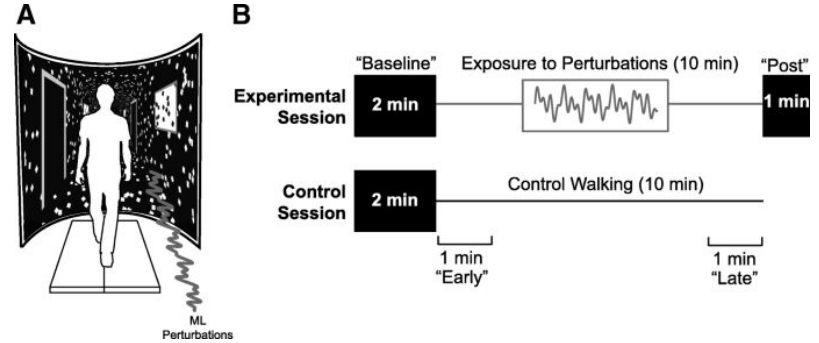 A
ML
Perturbations
B
"Baseline" Exposure to Perturbations (10 min) "Post"
Experimental
Session
2 min
1 min
Control
Session
2 min
Control Walking (10 min)
1 min
"Early"
1 min
"Late"